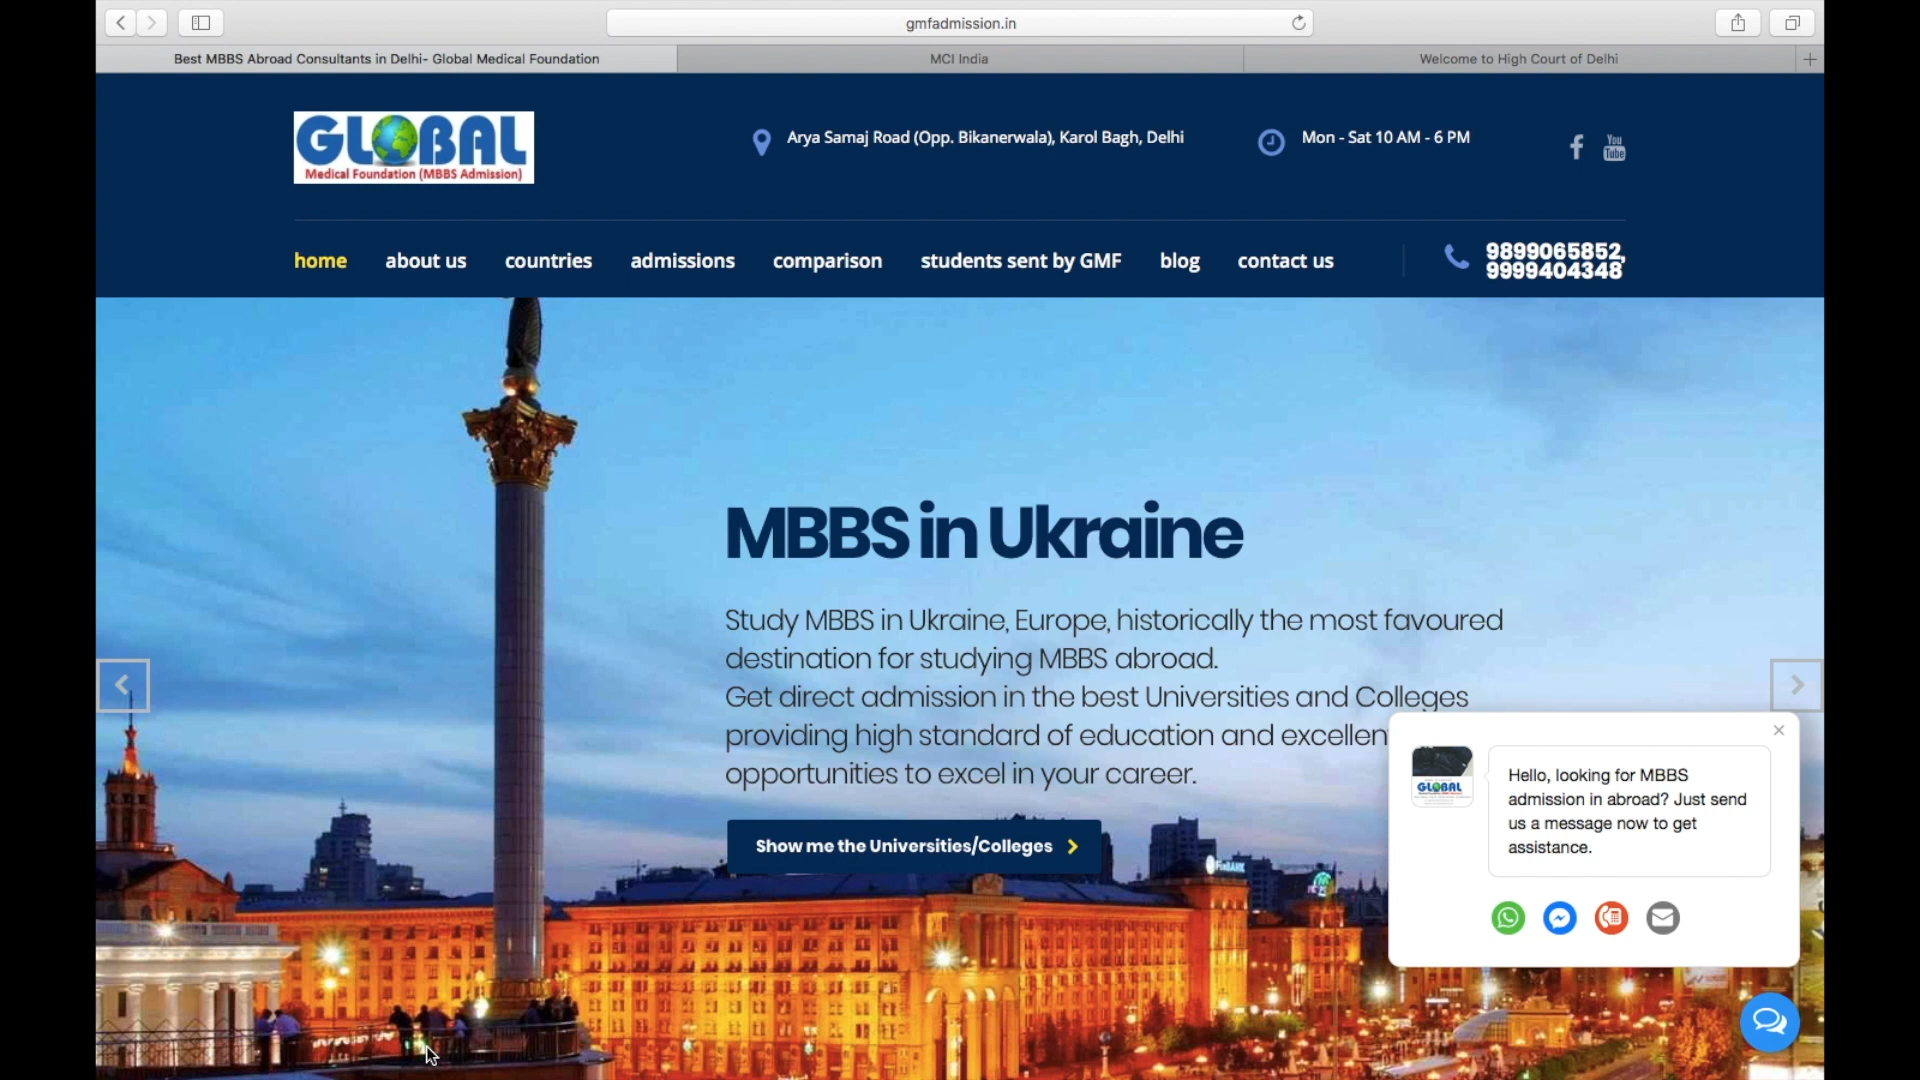 gmfadmission.in
Best MBBS Abroad Consultants in Delhi- Global Medical Foundation
MCI India
Welcome to High Court of Delhi
GLOBAL
Medical Foundation (MBBS Admission)
Arya Samaj Road (Opp. Bikanerwala), Karol Bagh, Delhi
Mon - Sat 10 AM - 6 PM
You
Tube
home
about us
countries
admissions
comparison
students sent by GMF
blog
contact us
9899065852,
9999404348
MBBS in Ukraine
Study MBBS in Ukraine, Europe, historically the most favoured
destination for studying MBBS abroad.
Get direct admission in the best Universities and Colleges
providing high standard of education and excellen
opportunities to excel in your career.
Show me the Universities/Colleges
GLOBAL
Hello, looking for MBBS
admission in abroad? Just send
us a message now to get
assistance.